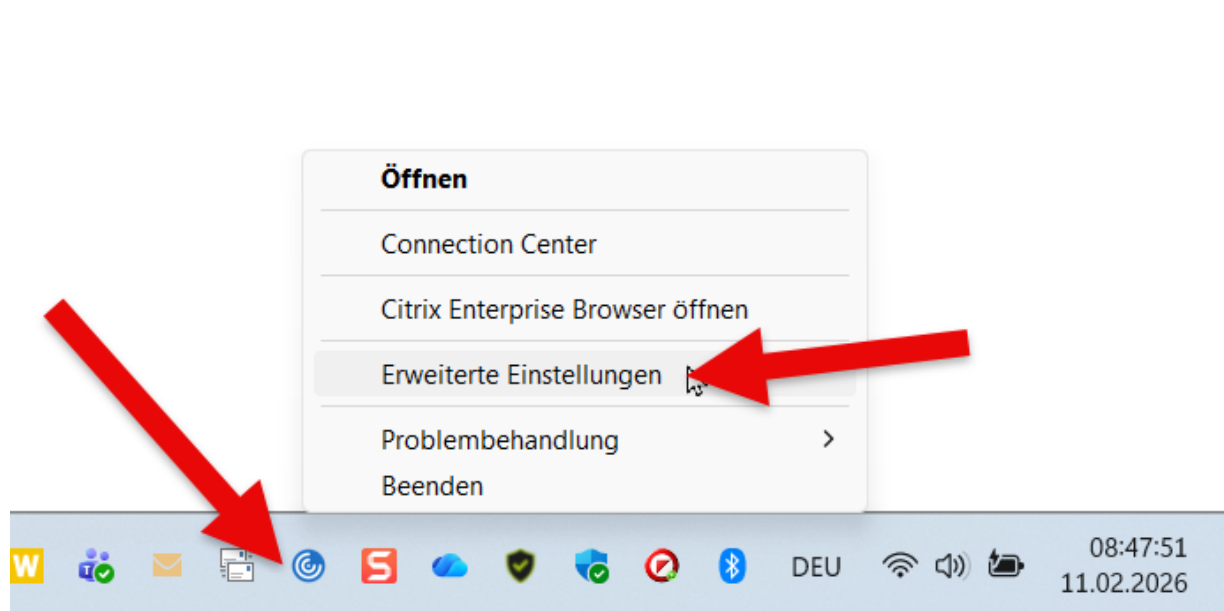 Öffnen
Connection Center
Citrix Enterprise Browser öffnen
Erweiterte Einstellungen
Problembehandlung
Beenden
W
T
S
DEU
08:47:51
11.02.2026